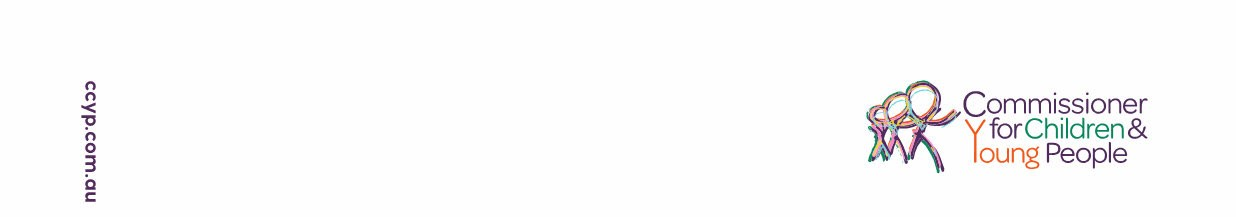 ccyp.com.au
Commissioner
for Children &
Young People